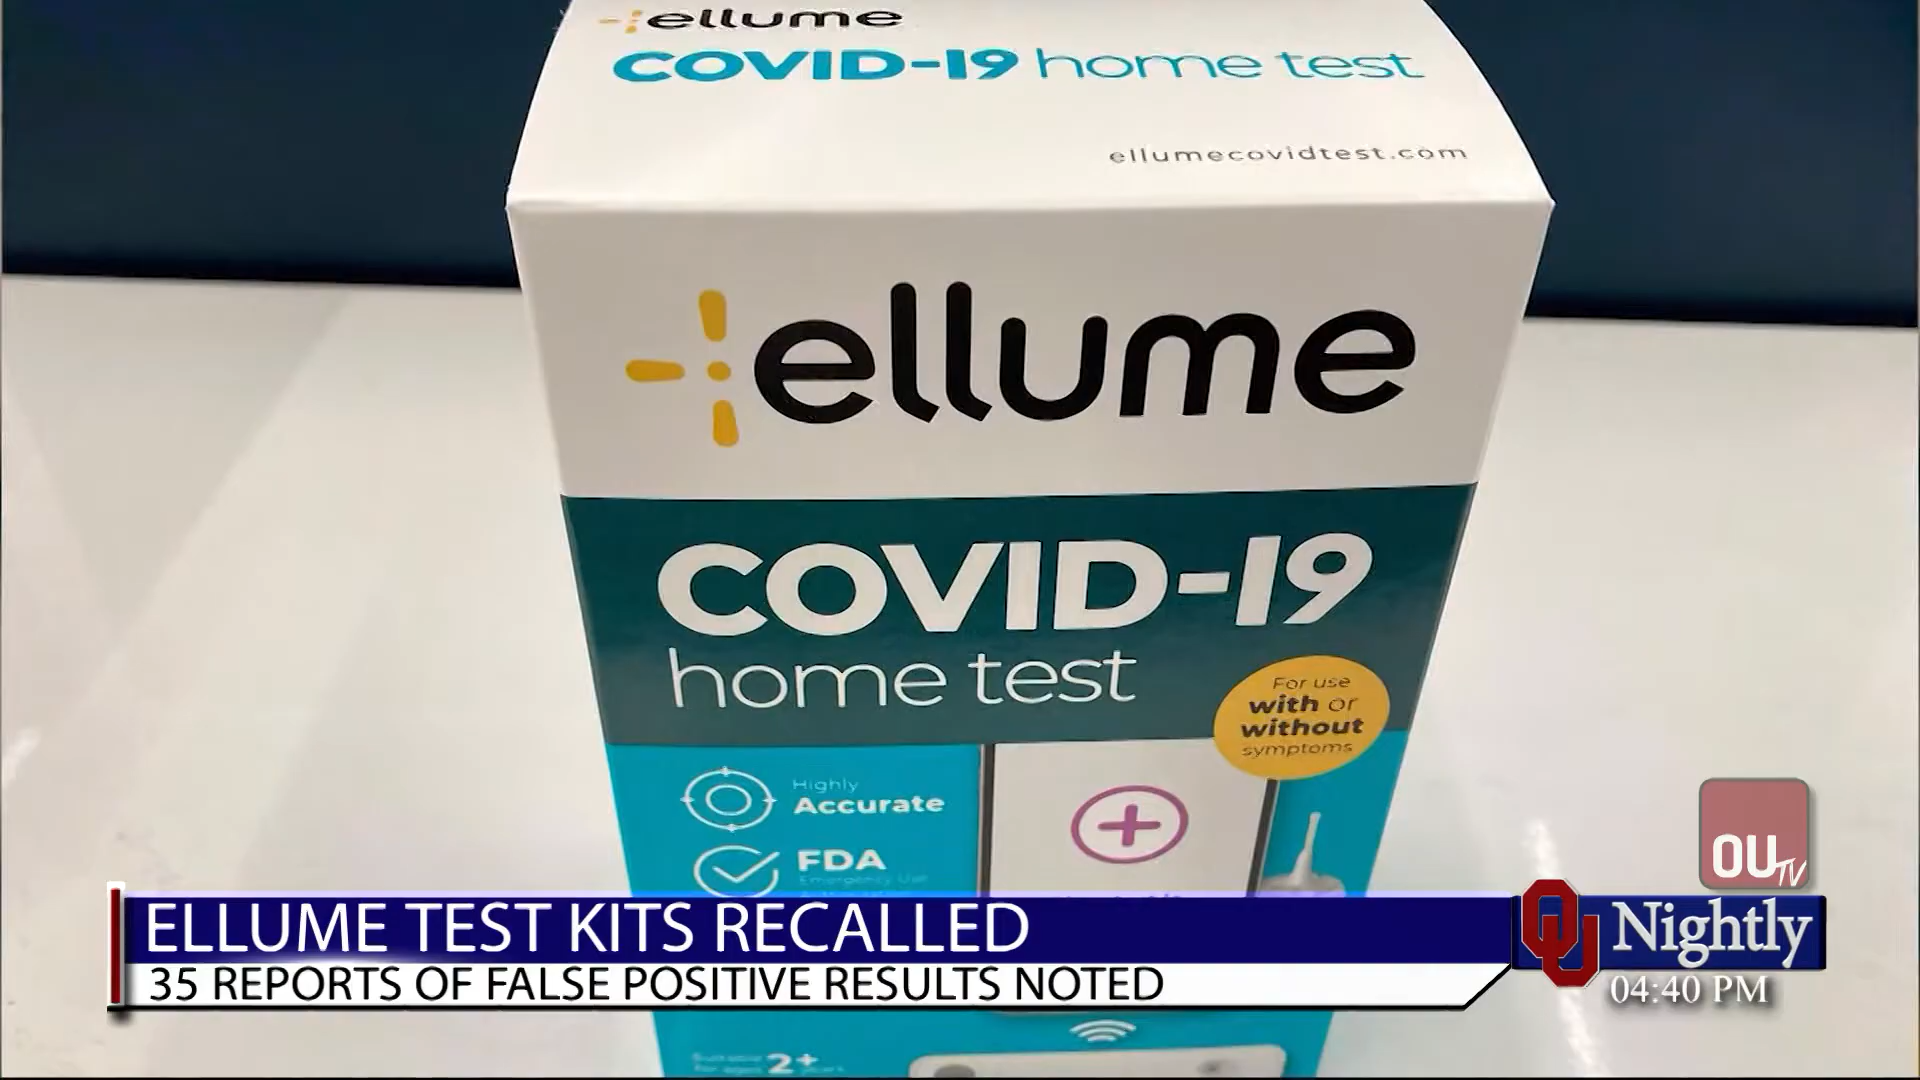 ellume
COVID-19 home test
ellumecovidtest.com
ellume
COVID-19
home test
For use
with or
without
symptoms
Highly
Accurate
FDA
Emergency Use
OU
TV
ELLUME TEST KITS RECALLED
OU Nightly
35 REPORTS OF FALSE POSITIVE RESULTS NOTED
04:40 PM
2+